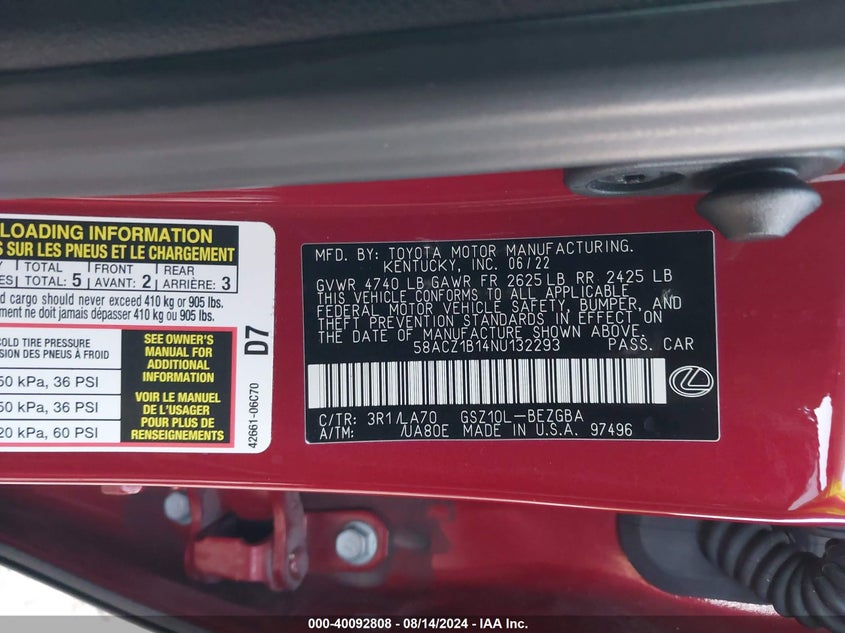 LOADING INFORMATION
SUR LES PNEUS ET LE CHARGEMENT
TOTAL FRONT REAR
TOTAL: 5 AVANT: 2 ARRIÈRE: 3
cargo should never exceed 410 kg or 905 lbs.
ne doit jamais dépasser 410 kg ou 905 lbs.
COLD TIRE PRESSURE
DES PNEUS À FROID
kPa, 36 PSI
kPa, 36 PSI
kPa, 60 PSI
SEE OWNER'S
MANUAL FOR
ADDITIONAL
INFORMATION
VOIR LE MANUEL
DE L'USAGER
POUR PLUS DE
RENSEIGNEMENTS
D7
42661-06C70
MFD. BY: TOYOTA MOTOR MANUFACTURING.
KENTUCKY, INC. 06/22
GVWR 4740 LB GAWR FR 2625 LB RR 2425 LB
THIS VEHICLE CONFORMS TO ALL APPLICABLE
FEDERAL MOTOR VEHICLE SAFETY, BUMPER, AND
THEFT PREVENTION STANDARDS IN EFFECT ON
THE DATE OF MANUFACTURE SHOWN ABOVE.
58ACZ1B14NU132293 PASS. CAR
C/TR: 3R1/LA70 GSZ10L-BEZGBA
A/TM: /UA80E MADE IN U.S.A. 97496
000-40092808 - 08/14/2024 - IAA Inc.